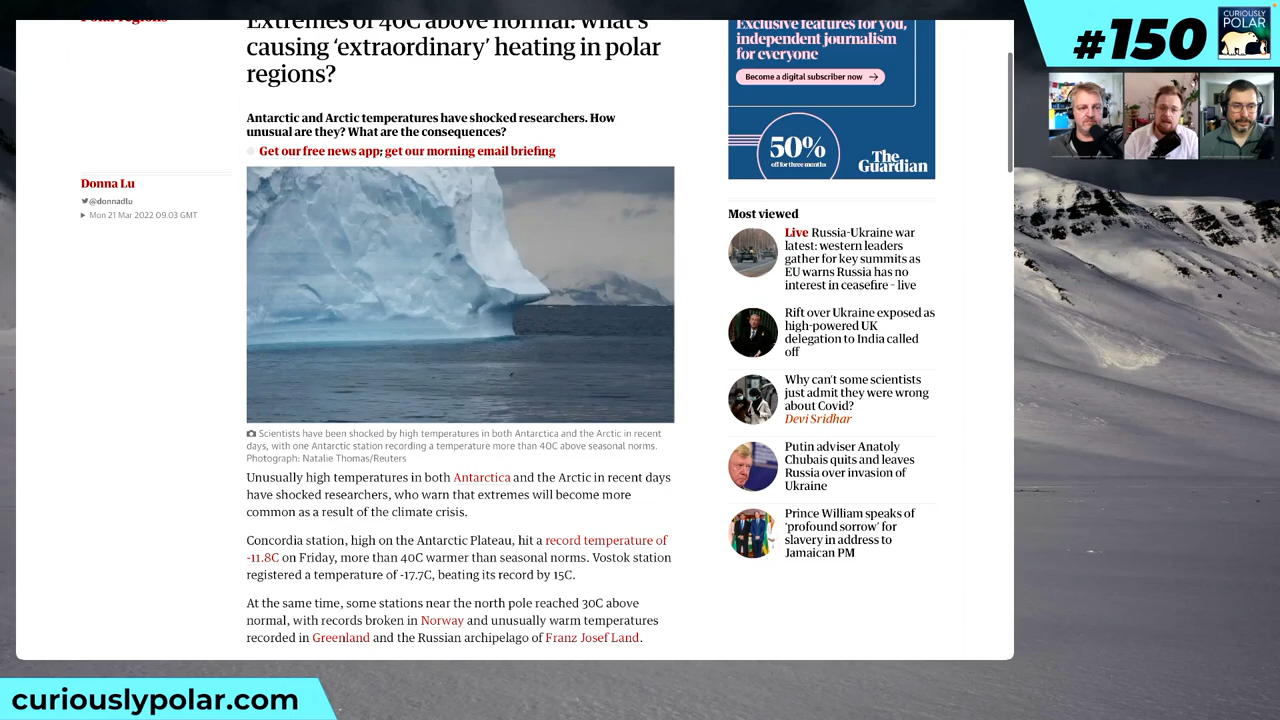 Polar regions
Extremes of 40C above normal: what's
causing 'extraordinary' heating in polar
regions?
Antarctic and Arctic temperatures have shocked researchers. How
unusual are they? What are the consequences?
Get our free news app; get our morning email briefing
Donna Lu
@donnadlu
Mon 21 Mar 2022 09.03 GMT
Scientists have been shocked by high temperatures in both Antarctica and the Arctic in recent
days, with one Antarctic station recording a temperature more than 40C above seasonal norms.
Photograph: Natalie Thomas/Reuters
Unusually high temperatures in both Antarctica and the Arctic in recent days
have shocked researchers, who warn that extremes will become more
common as a result of the climate crisis.
Concordia station, high on the Antarctic Plateau, hit a record temperature of
-11.8C on Friday, more than 40C warmer than seasonal norms. Vostok station
registered a temperature of -17.7C, beating its record by 15C.
At the same time, some stations near the north pole reached 30C above
normal, with records broken in Norway and unusually warm temperatures
recorded in Greenland and the Russian archipelago of Franz Josef Land.
Exclusive features for you,
independent journalism
for everyone
Become a digital subscriber now
50%
off for three months
The
Guardian
Most viewed
Live Russia-Ukraine war
latest: western leaders
gather for key summits as
EU warns Russia has no
interest in ceasefire – live
Rift over Ukraine exposed as
high-powered UK
delegation to India called
off
Why can't some scientists
just admit they were wrong
about Covid?
Devi Sridhar
Putin adviser Anatoly
Chubais quits and leaves
Russia over invasion of
Ukraine
Prince William speaks of
'profound sorrow' for
slavery in address to
Jamaican PM
#150
CURIOUSLY
POLAR
curiouslypolar.com